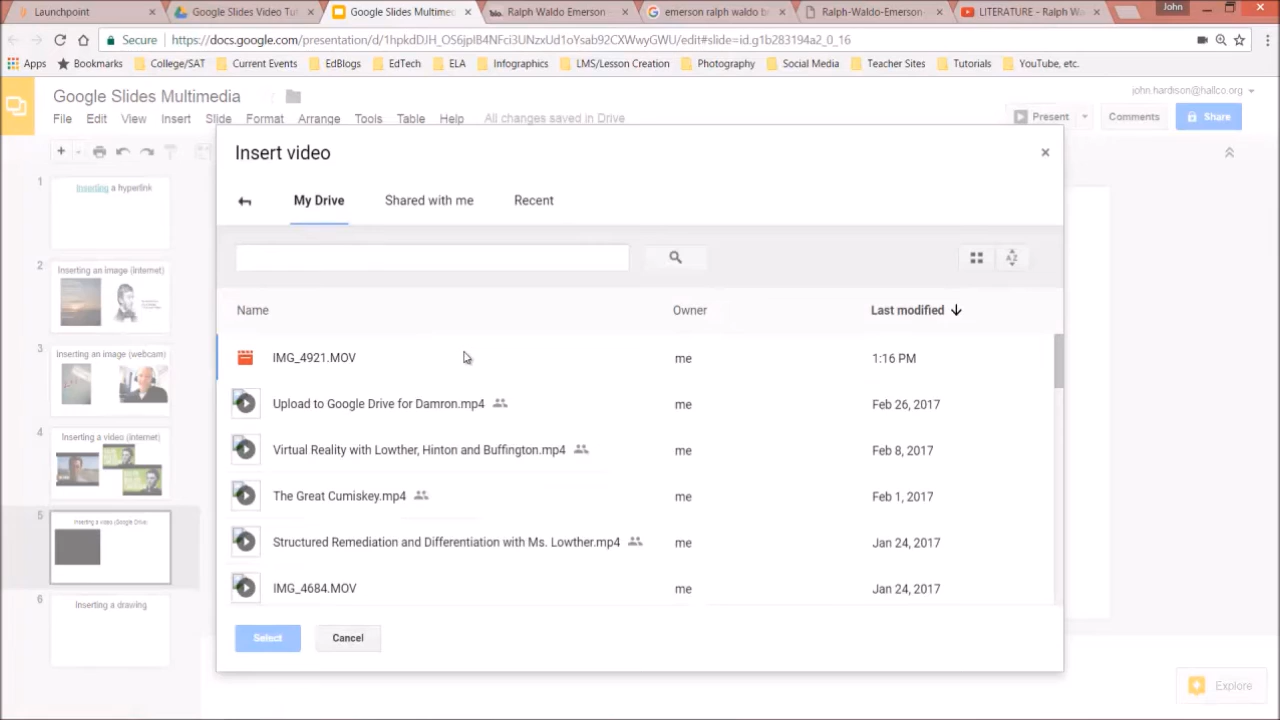 Launchpoint
Google Slides Video Tut
Google Slides Multimed
Ralph Waldo Emerson
emerson ralph waldo b
Ralph-Waldo-Emerson-
LITERATURE - Ralph W
John
Secure https://docs.google.com/presentation/d/1hpkdDJH_OS6jpIB4NFci3UNzxUd1oYsab92CXWwyGWU/edit#slide=id.g1b283194a2_0_16
Apps Bookmarks College/SAT Current Events EdBlogs EdTech ELA Infographics LMS/Lesson Creation Photography Social Media Teacher Sites Tutorials YouTube, etc.
Google Slides Multimedia
john.hardison@hallco.org
File Edit View Insert Slide Format Arrange Tools Table Help All changes saved in Drive
Present Comments Share
Insert video
My Drive Shared with me Recent
Name Owner Last modified
IMG_4921.MOV me 1:16 PM
Upload to Google Drive for Damron.mp4 me Feb 26, 2017
Virtual Reality with Lowther, Hinton and Buffington.mp4 me Feb 8, 2017
The Great Cumiskey.mp4 me Feb 1, 2017
Structured Remediation and Differentiation with Ms. Lowther.mp4 me Jan 24, 2017
IMG_4684.MOV me Jan 24, 2017
Select Cancel
1
Inserting a hyperlink
2
Inserting an image (internet)
3
Inserting an image (webcam)
4
Inserting a video (internet)
5
Inserting a video (Google Drive)
6
Inserting a drawing
Explore